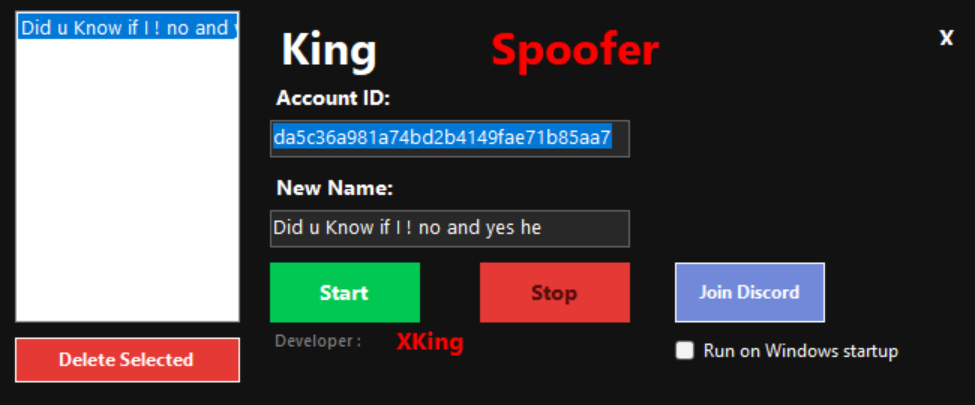 Did u Know if I ! no and
King Spoofer
X
Account ID:
da5c36a981a74bd2b4149fae71b85aa7
New Name:
Did u Know if I ! no and yes he
Start
Stop
Join Discord
Developer :
XKing
Run on Windows startup
Delete Selected